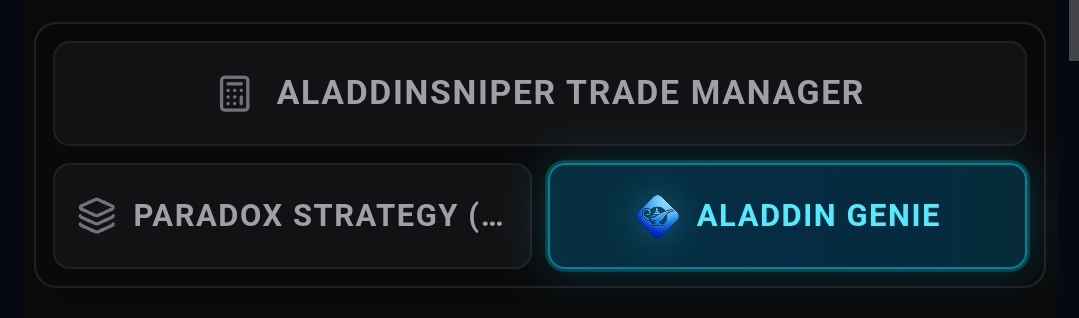 ALADDINSNIPER TRADE MANAGER
PARADOX STRATEGY (…
ALADDIN GENIE